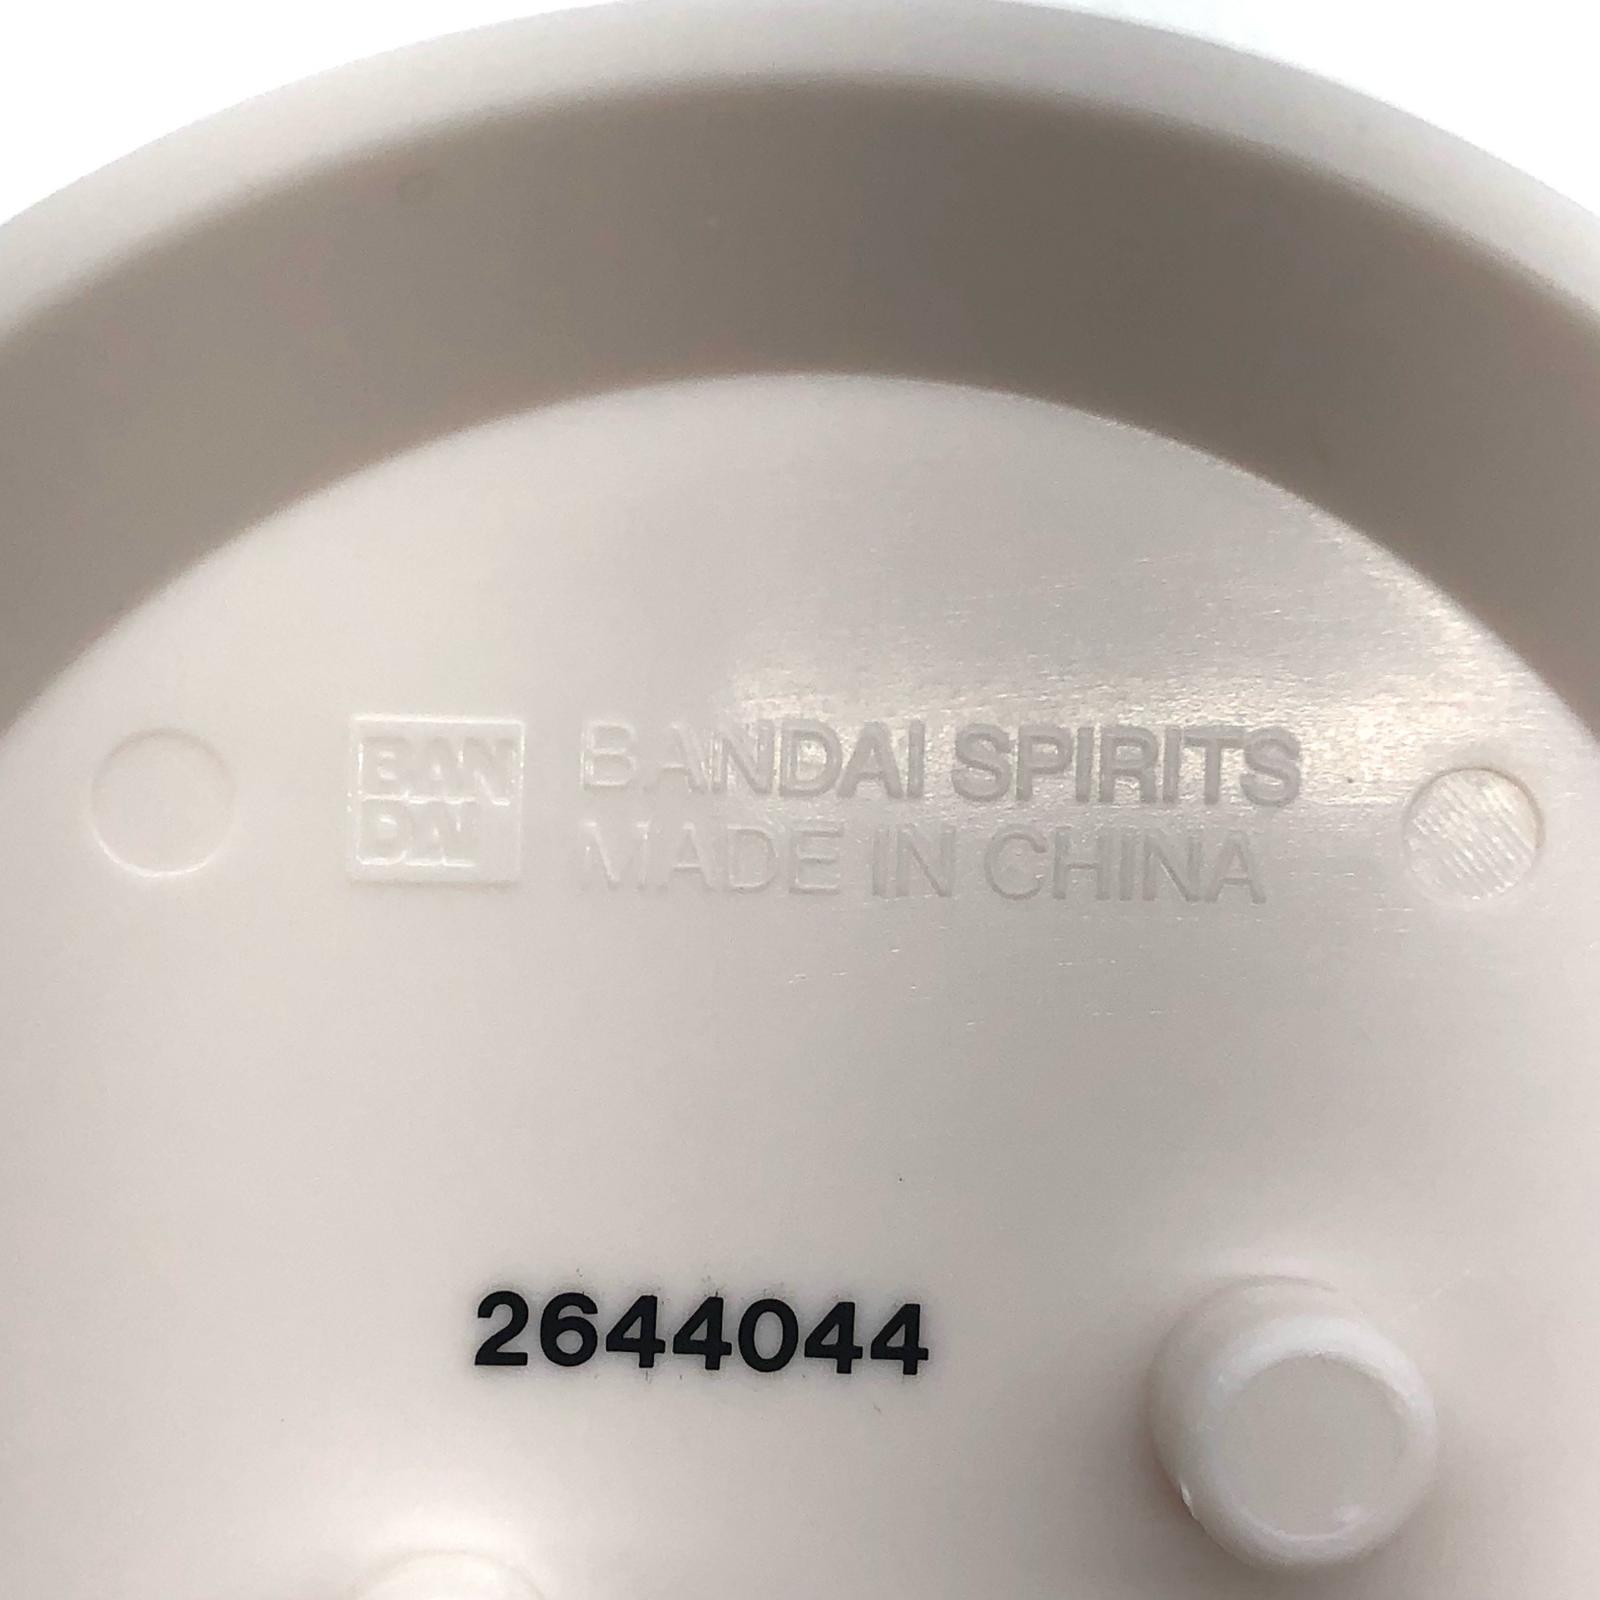 BAN
DAI
BANDAI SPIRITS
MADE IN CHINA
2644044